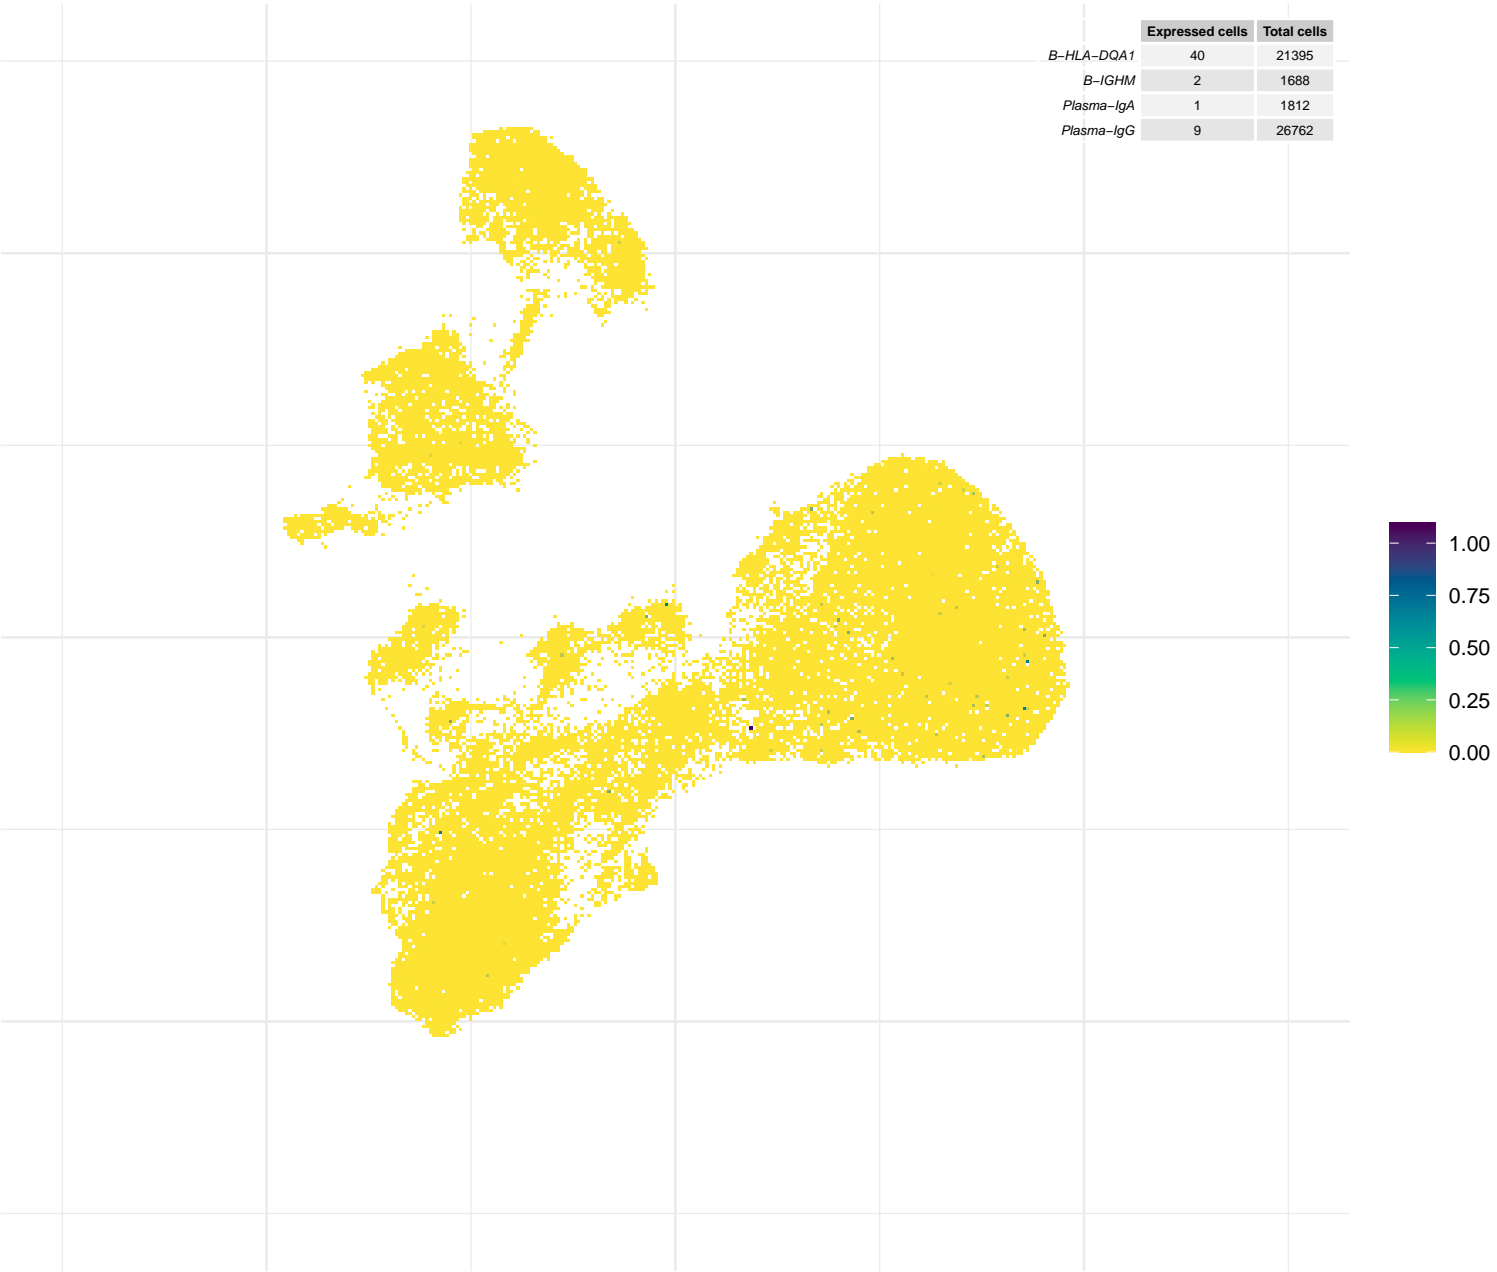 Expressed cells Total cells
B−HLA−DQA1 40 21395
B−IGHM 2 1688
Plasma−IgA 1 1812
Plasma−IgG 9 26762
1.00
0.75
0.50
0.25
0.00